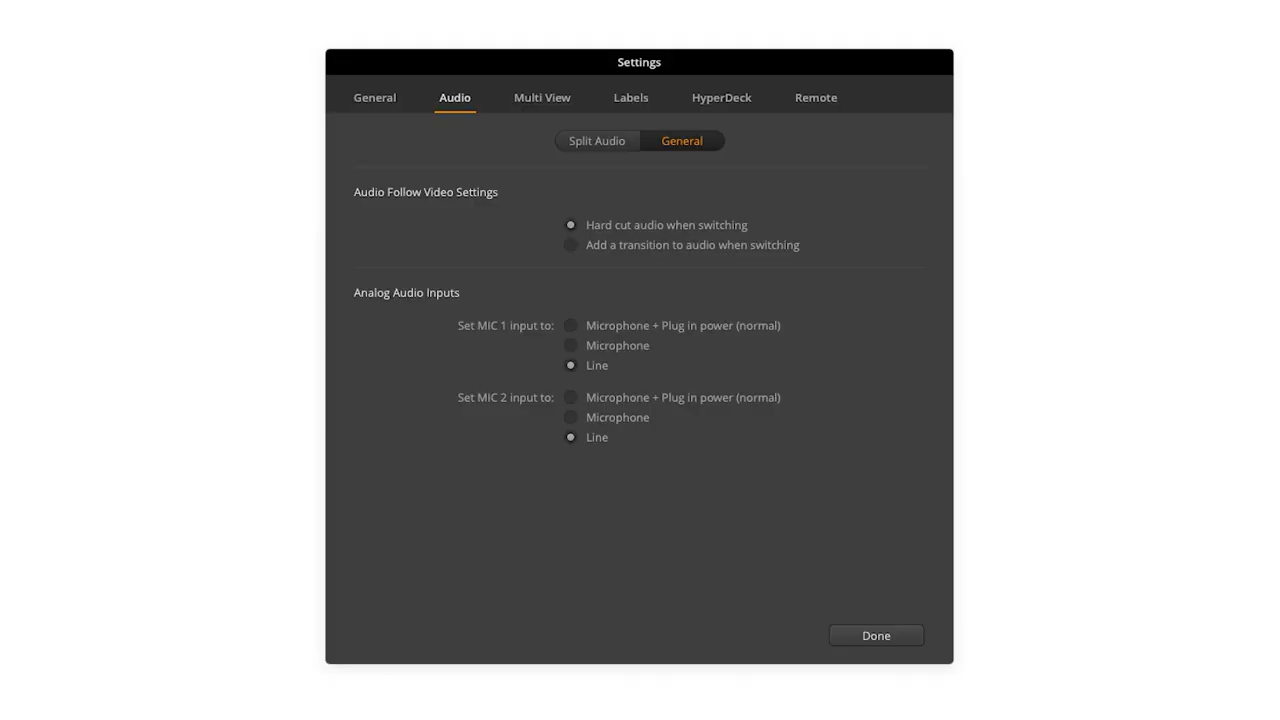 Settings
General Audio Multi View Labels HyperDeck Remote
Split Audio General
Audio Follow Video Settings
Hard cut audio when switching
Add a transition to audio when switching
Analog Audio Inputs
Set MIC 1 input to: Microphone + Plug in power (normal)
Microphone
Line
Set MIC 2 input to: Microphone + Plug in power (normal)
Microphone
Line
Done